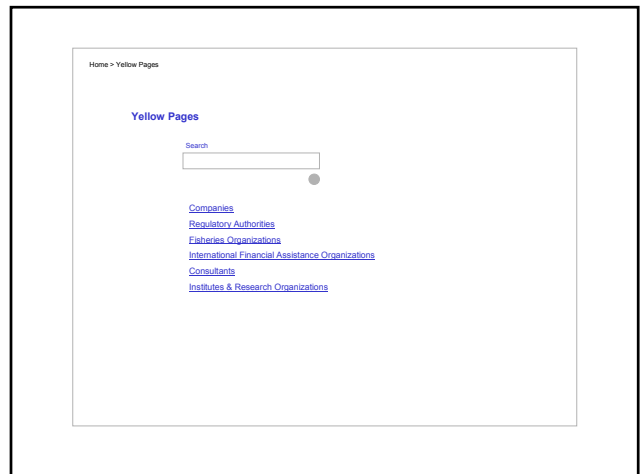 Home > Yellow Pages
Yellow Pages
Search
Companies
Regulatory Authorities
Fisheries Organizations
International Financial Assistance Organizations
Consultants
Institutes & Research Organizations